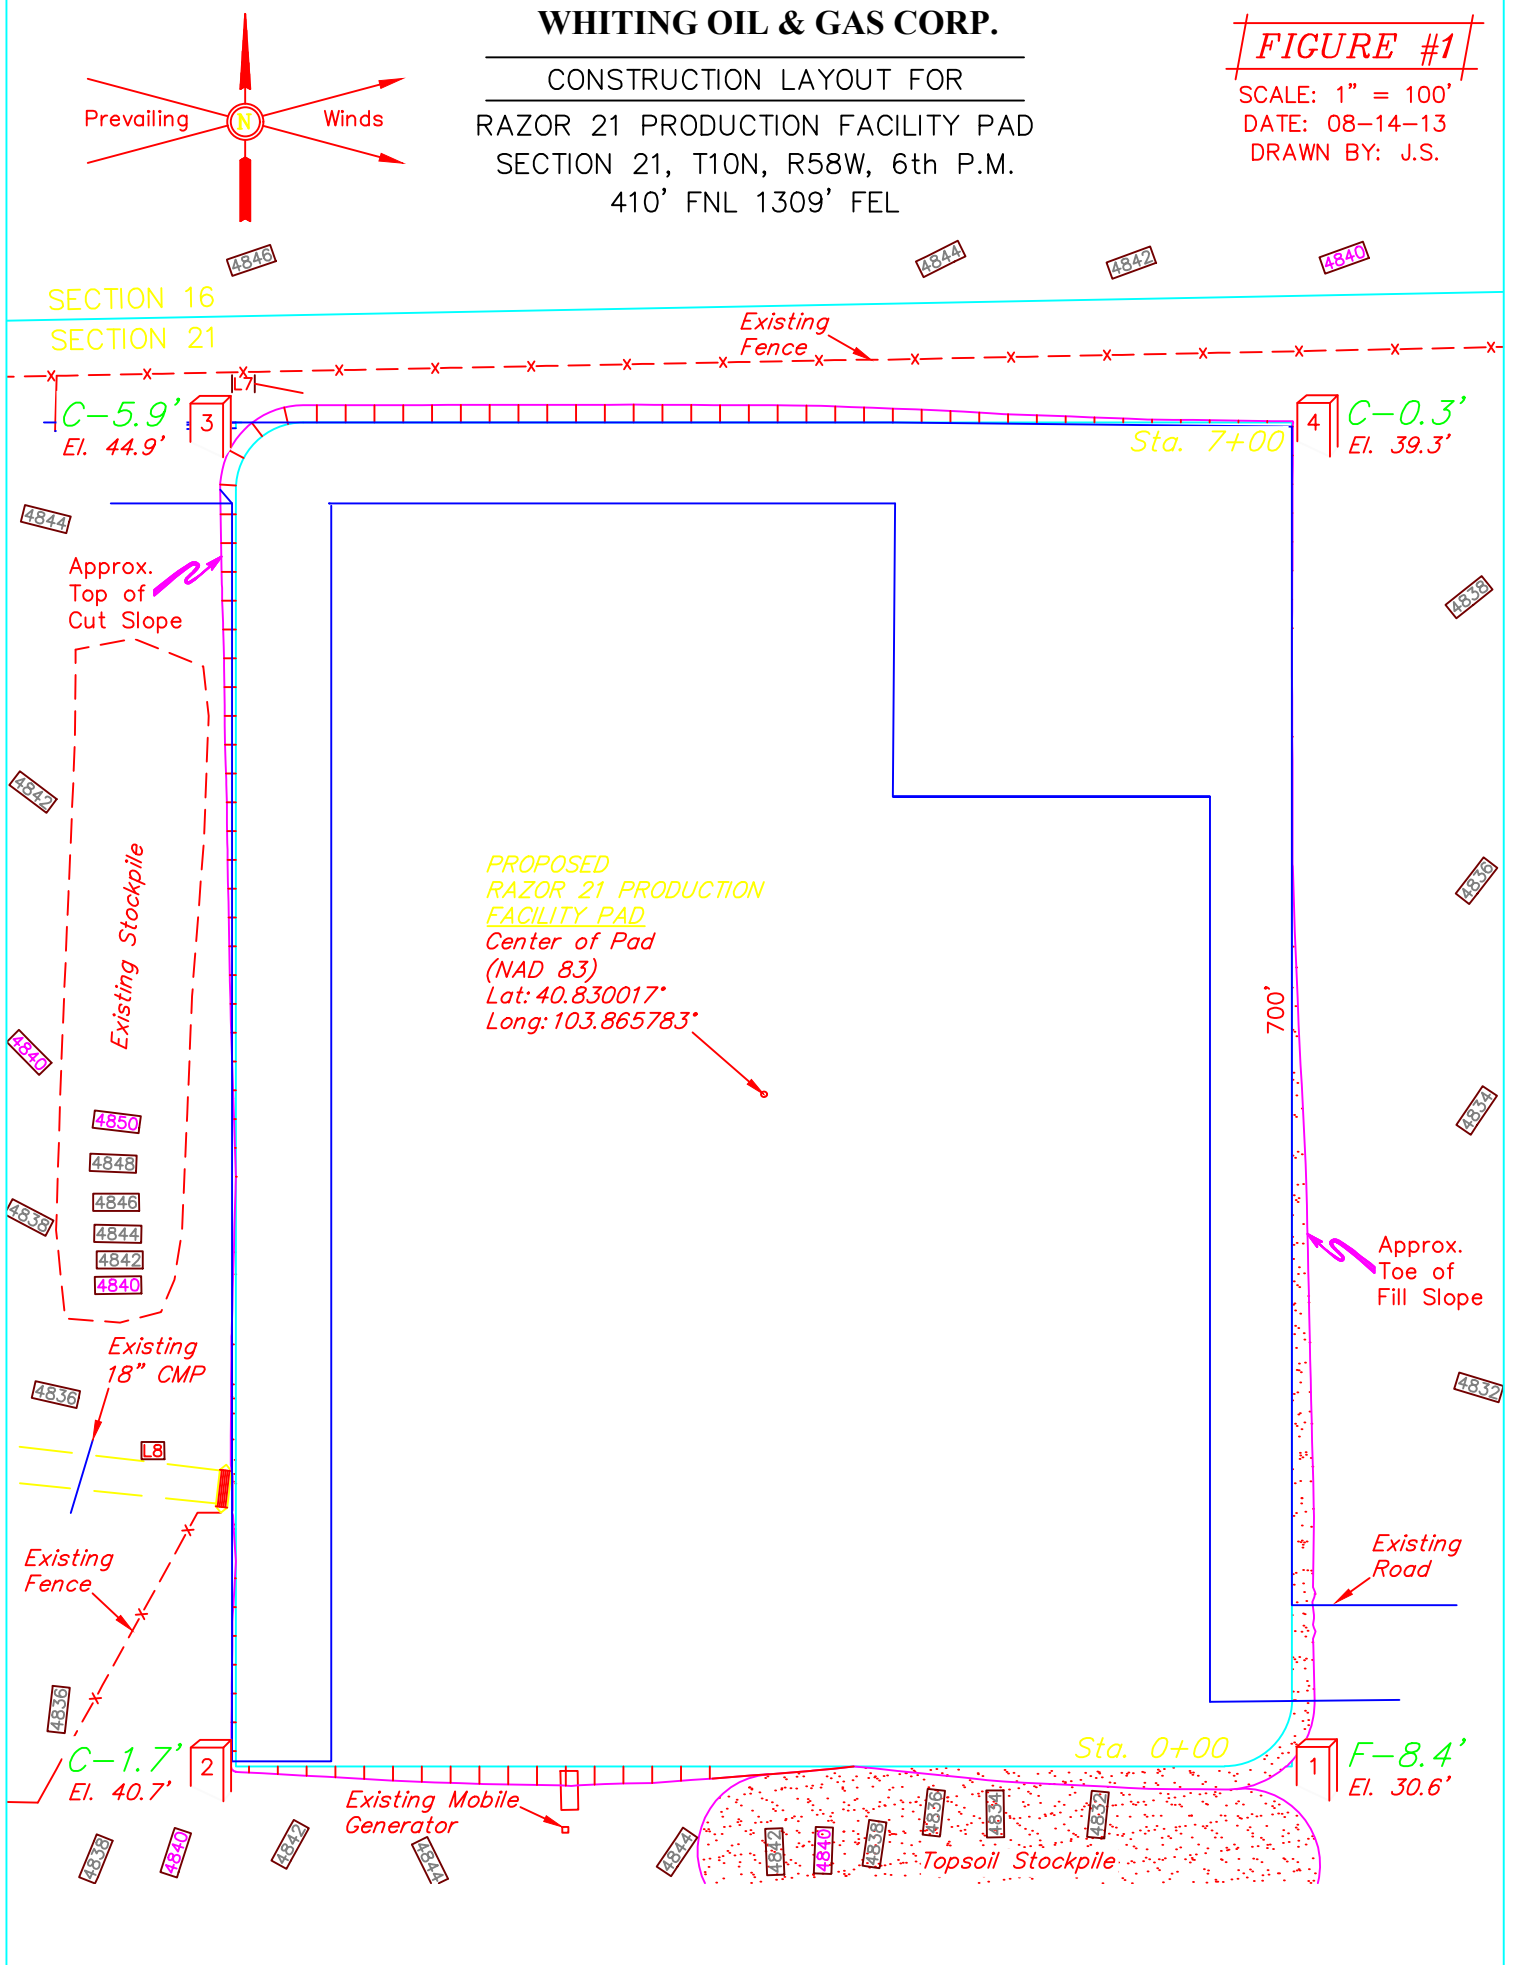 WHITING OIL & GAS CORP.
CONSTRUCTION LAYOUT FOR
RAZOR 21 PRODUCTION FACILITY PAD
SECTION 21, T10N, R58W, 6th P.M.
410' FNL 1309' FEL
FIGURE #1
SCALE: 1" = 100'
DATE: 08-14-13
DRAWN BY: J.S.
Prevailing
N
Winds
4846
4844
4842
4840
SECTION 16
SECTION 21
Existing
Fence
L7
C-5.9'
El. 44.9'
3
4
C-0.3'
El. 39.3'
Sta. 7+00
4844
Approx.
Top of
Cut Slope
4838
4842
Existing Stockpile
PROPOSED
RAZOR 21 PRODUCTION
FACILITY PAD
Center of Pad
(NAD 83)
Lat: 40.830017°
Long: 103.865783°
4836
700'
4840
4850
4848
4846
4844
4842
4840
4838
4834
Approx.
Toe of
Fill Slope
Existing
18" CMP
4836
4832
L8
Existing
Fence
Existing
Road
4836
C-1.7'
El. 40.7'
2
Sta. 0+00
1
F-8.4'
El. 30.6'
Existing Mobile
Generator
4838
4840
4842
4844
4844
4842
4840
4838
4836
4834
4832
Topsoil Stockpile